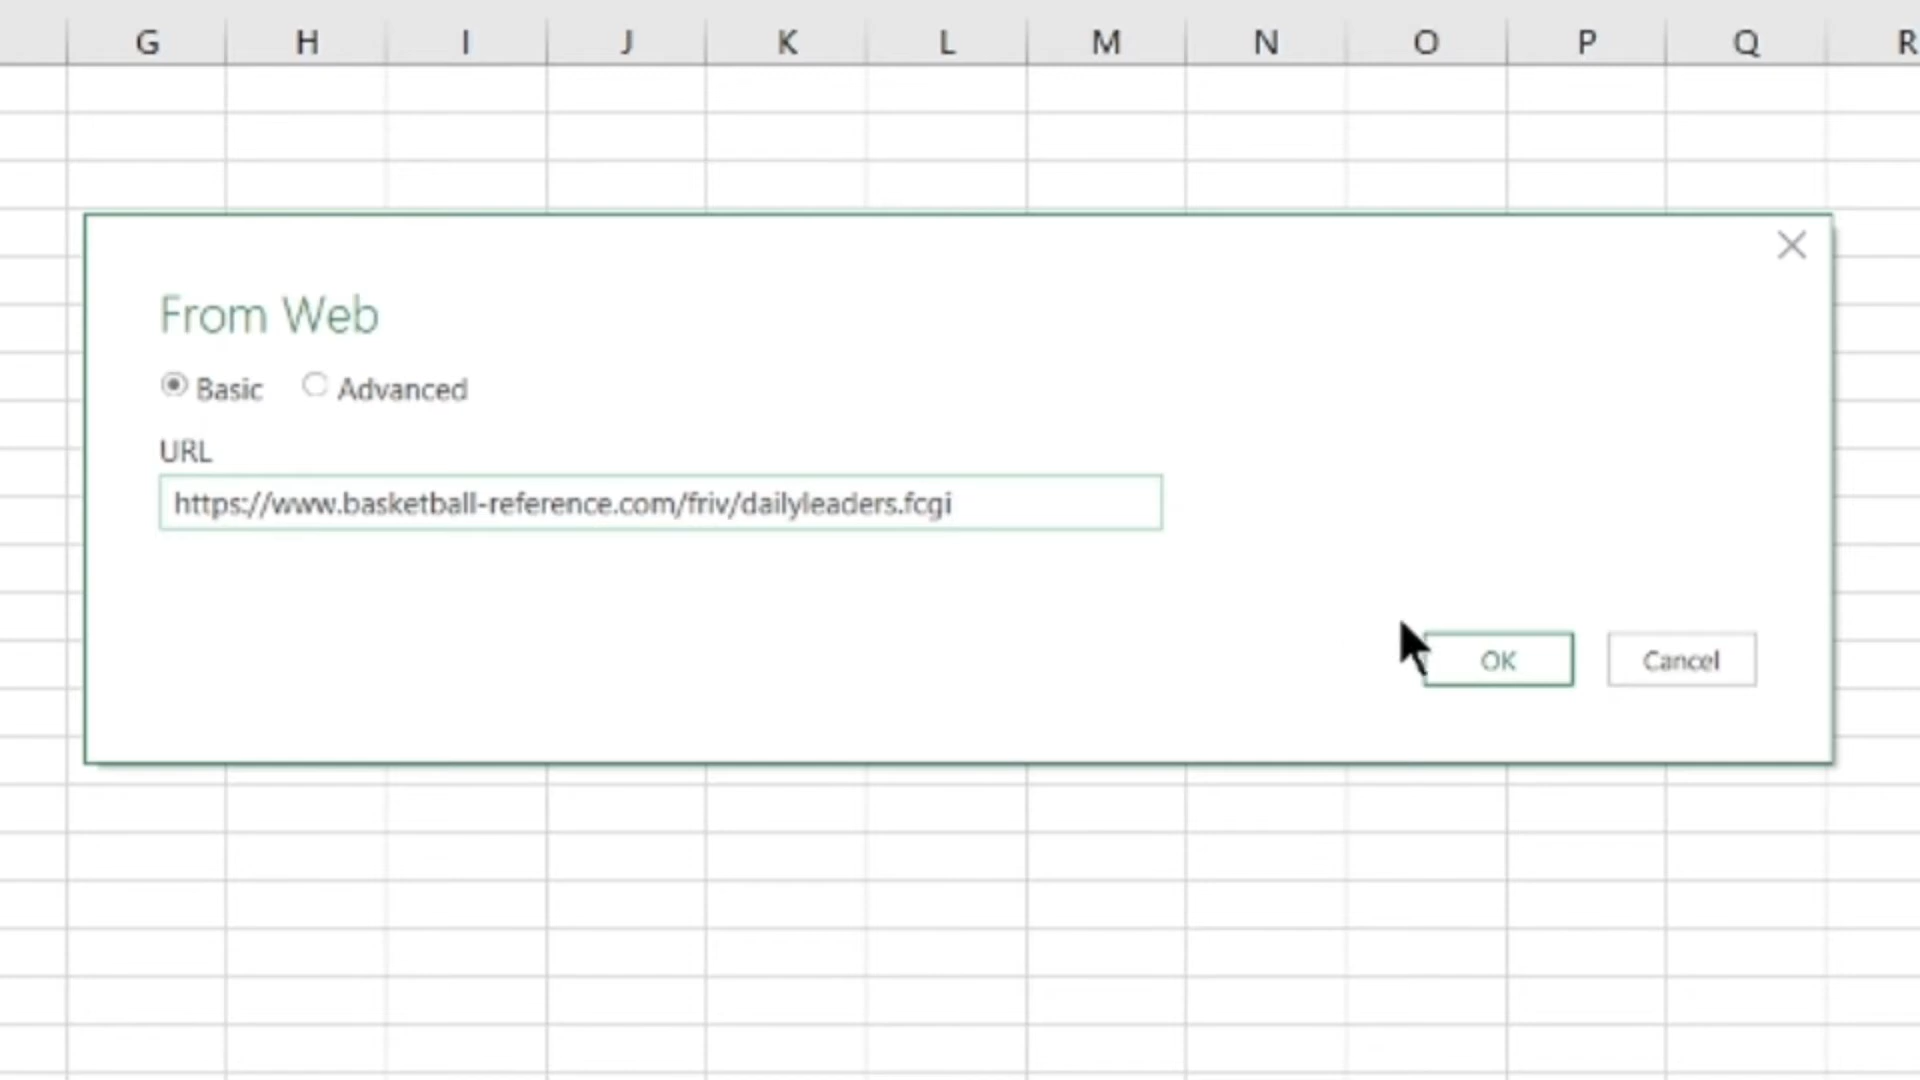 G H I J K L M N O P Q R
From Web
Basic Advanced
URL
https://www.basketball-reference.com/friv/dailyleaders.fcgi
OK Cancel